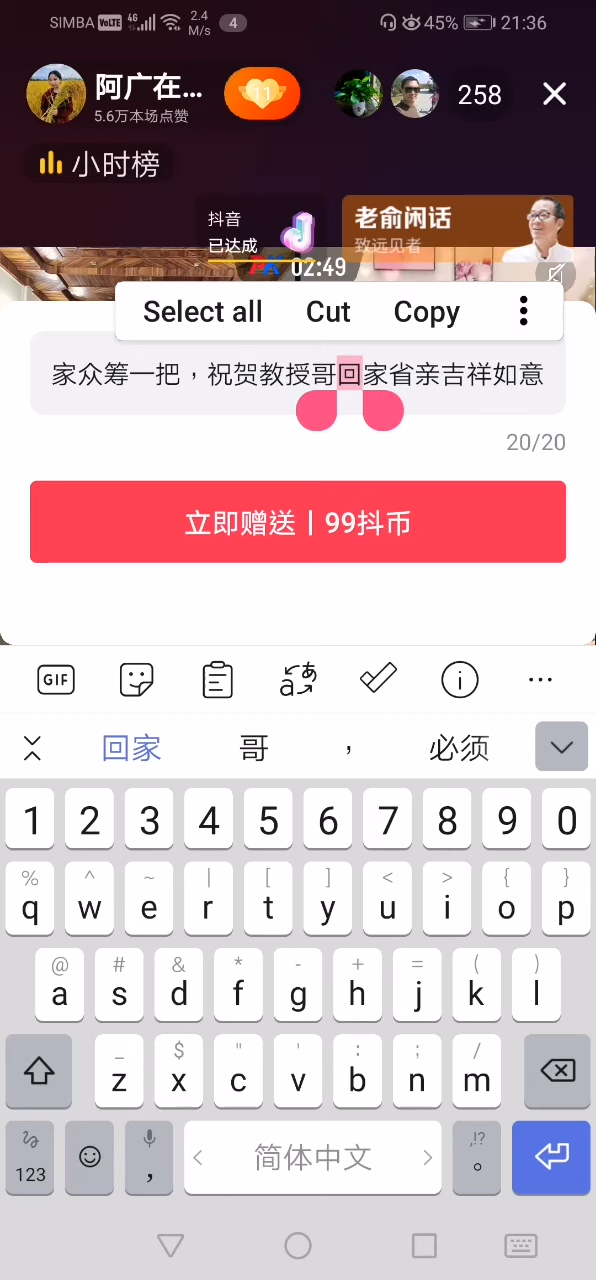 SIMBA VoLTE 4G 2.4 M/s 4 45% 21:36
阿广在... 11 258
5.6万本场点赞
小时榜
抖音
已达成
老俞闲话
致远见者
PK 02:49
Select all Cut Copy
家众筹一把，祝贺教授哥回家省亲吉祥如意
20/20
立即赠送 | 99抖币
GIF
回家 哥 ， 必须
1 2 3 4 5 6 7 8 9 0
% ^ ~ | [ ] < > { }
q w e r t y u i o p
@ # & * - + = ( )
a s d f g h j k l
_ $ " ' : ; /
z x c v b n m
,!?
123 , 简体中文 。